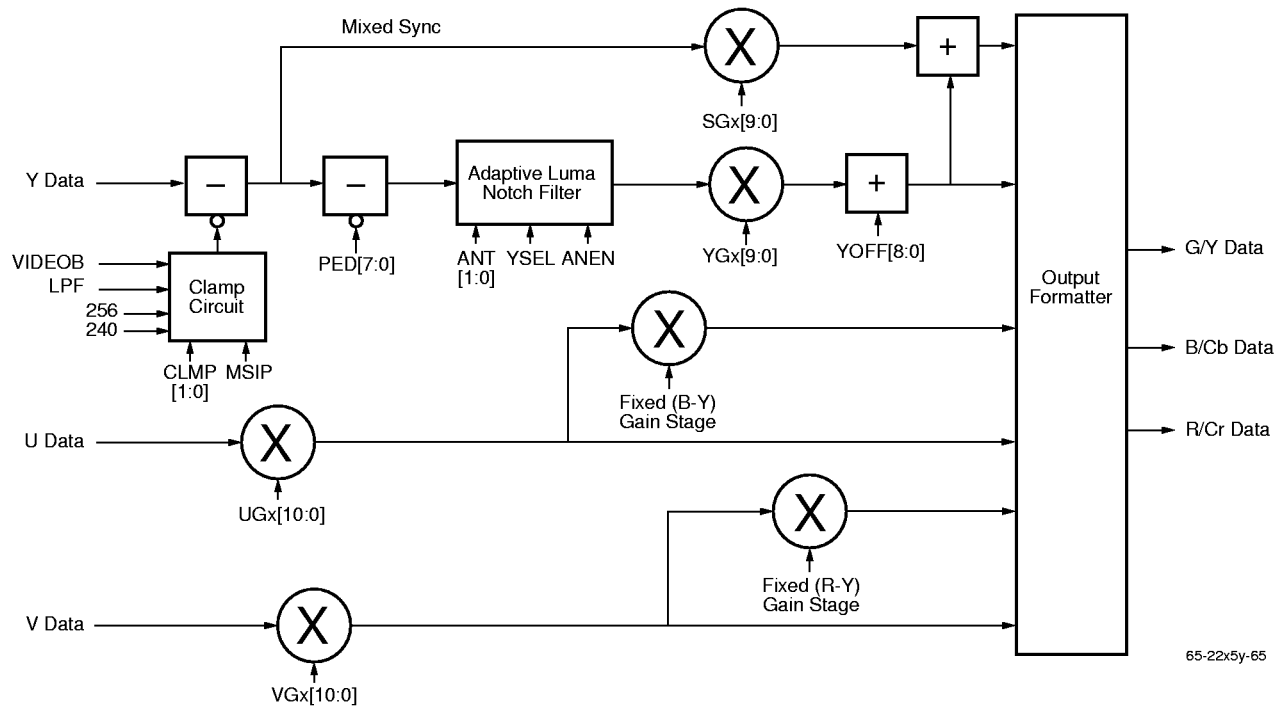 Mixed Sync
X
+
SGx[9:0]
Y Data
−
−
Adaptive Luma
Notch Filter
X
+
PED[7:0]
ANT
[1:0]
YSEL
ANEN
YGx[9:0]
YOFF[8:0]
VIDEOB
LPF
256
240
Clamp
Circuit
CLMP
[1:0]
MSIP
Output
Formatter
G/Y Data
B/Cb Data
R/Cr Data
X
Fixed (B-Y)
Gain Stage
U Data
X
UGx[10:0]
X
Fixed (R-Y)
Gain Stage
V Data
X
VGx[10:0]
65-22x5y-65